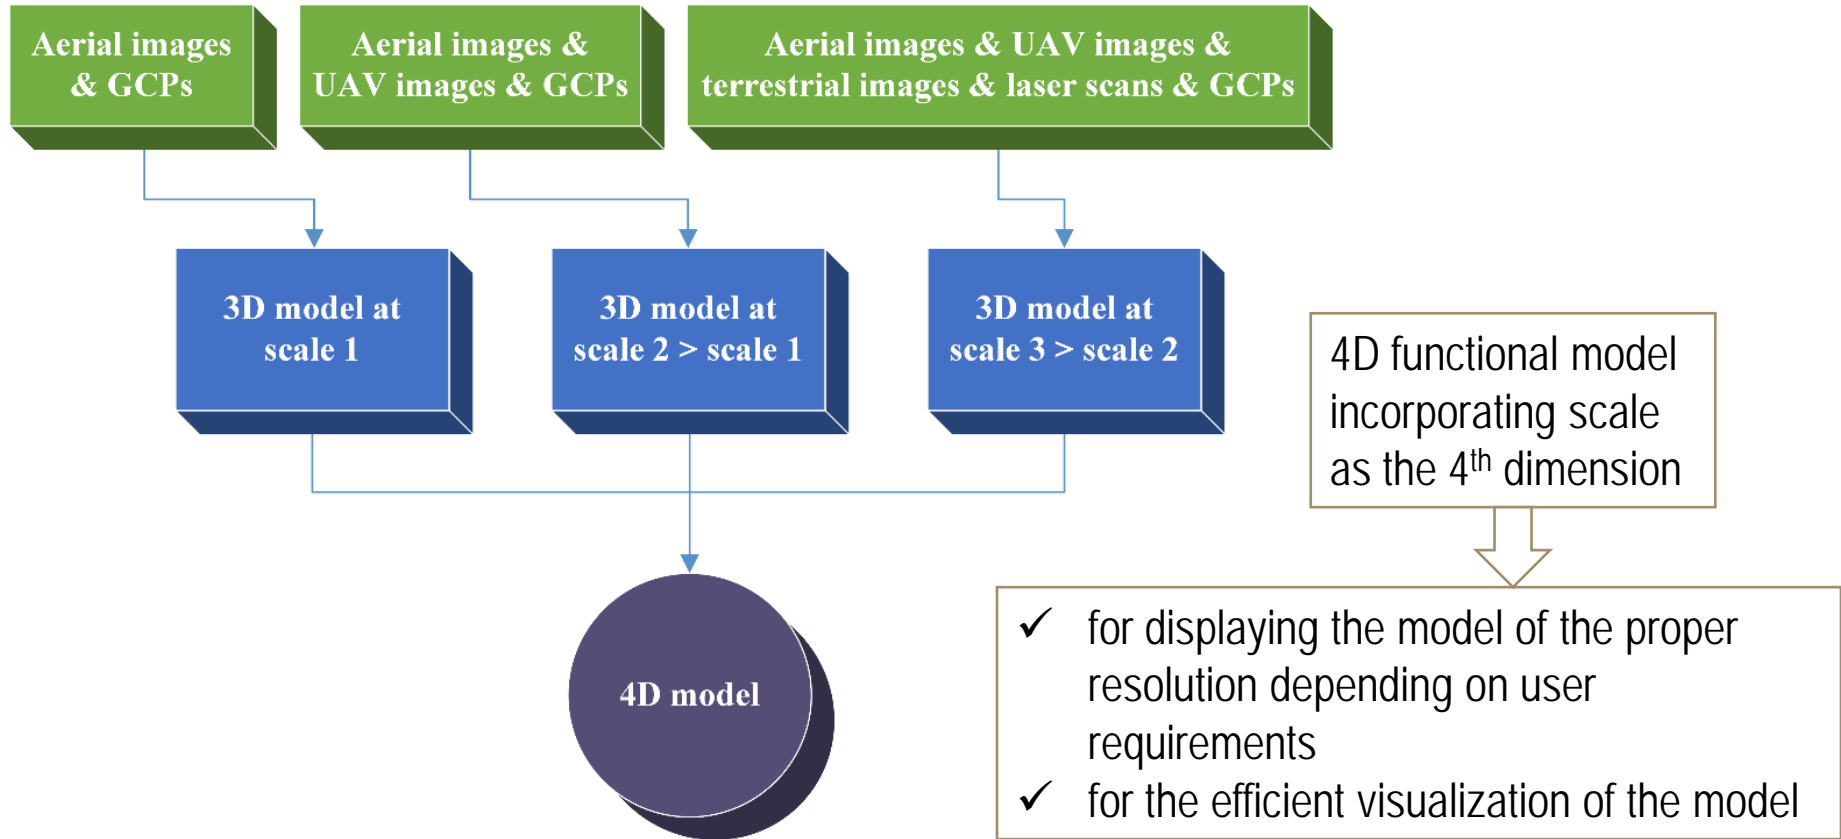 Aerial images
& GCPs
Aerial images &
UAV images & GCPs
Aerial images & UAV images &
terrestrial images & laser scans & GCPs
3D model at
scale 1
3D model at
scale 2 > scale 1
3D model at
scale 3 > scale 2
4D model
4D functional model
incorporating scale
as the 4th dimension
✓ for displaying the model of the proper
resolution depending on user
requirements
✓ for the efficient visualization of the model